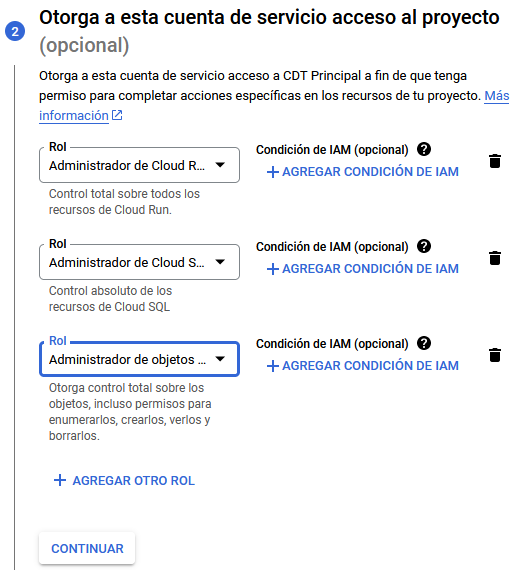 2
Otorga a esta cuenta de servicio acceso al proyecto
(opcional)
Otorga a esta cuenta de servicio acceso a CDT Principal a fin de que tenga
permiso para completar acciones específicas en los recursos de tu proyecto. Más
información
Rol
Administrador de Cloud R...
Condición de IAM (opcional) ?
+ AGREGAR CONDICIÓN DE IAM
Control total sobre todos los
recursos de Cloud Run.
Rol
Administrador de Cloud S...
Condición de IAM (opcional) ?
+ AGREGAR CONDICIÓN DE IAM
Control absoluto de los
recursos de Cloud SQL
Rol
Administrador de objetos ...
Condición de IAM (opcional) ?
+ AGREGAR CONDICIÓN DE IAM
Otorga control total sobre los
objetos, incluso permisos para
enumerarlos, crearlos, verlos y
borrarlos.
+ AGREGAR OTRO ROL
CONTINUAR